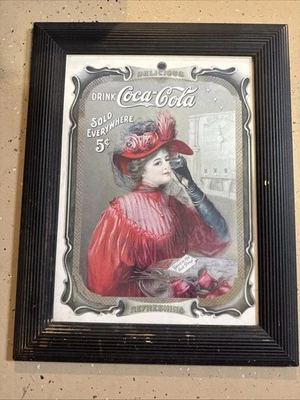 DELICIOUS
DRINK Coca-Cola
SOLD
EVERYWHERE
5¢
REFRESHING